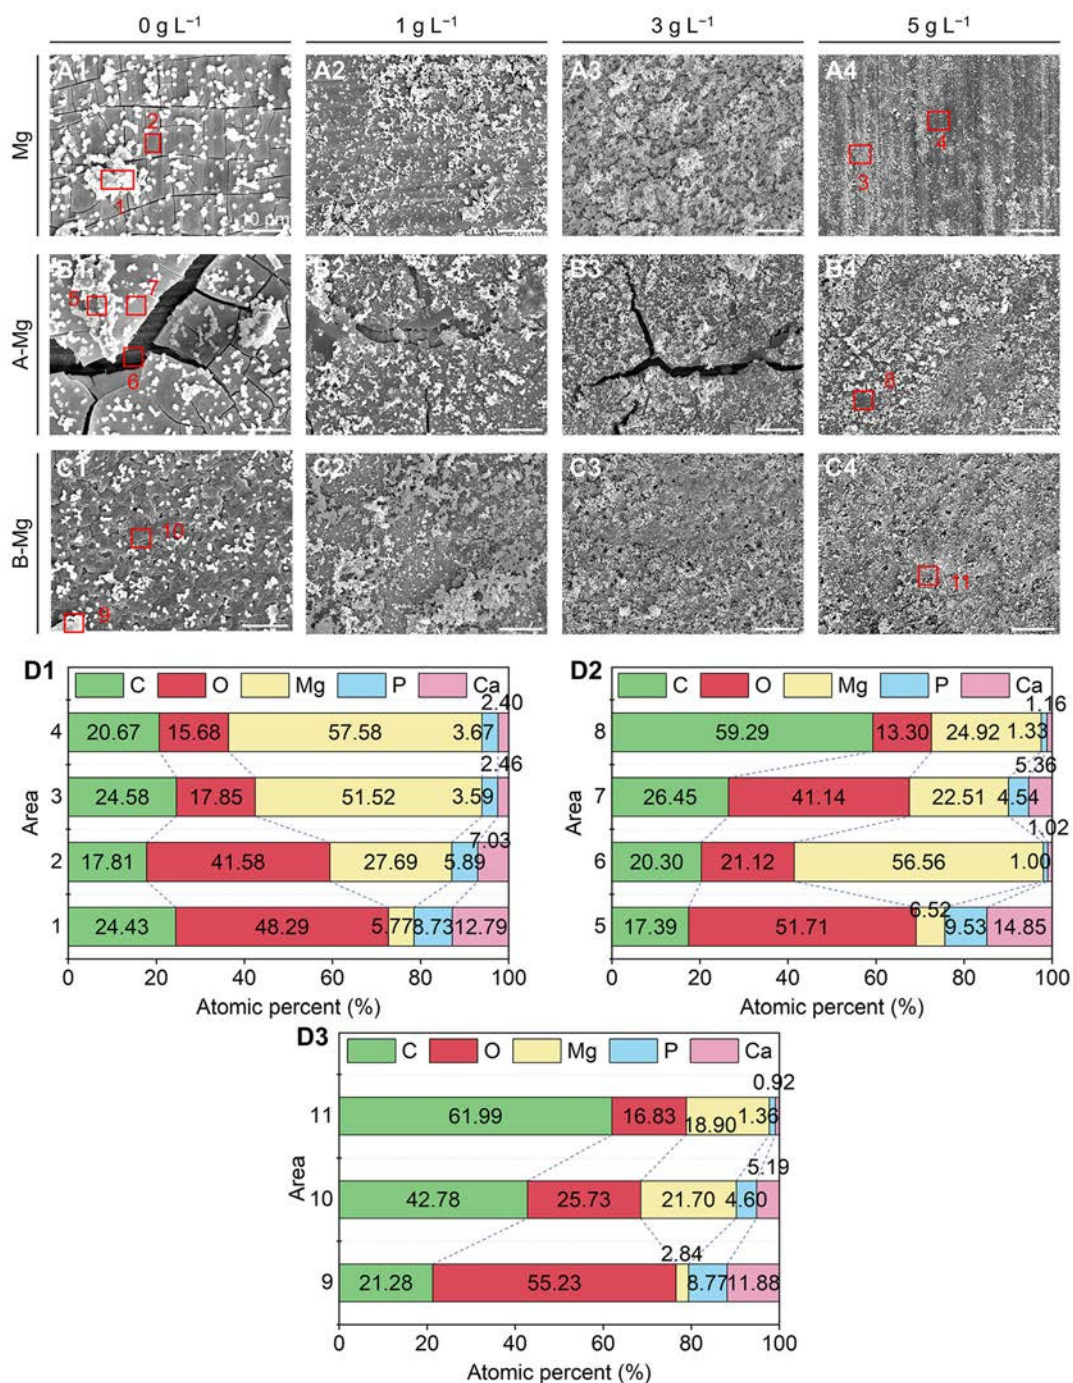 0 g L⁻¹ 1 g L⁻¹ 3 g L⁻¹ 5 g L⁻¹
Mg
A1 A2 A3 A4
2
1
10 µm
4
3
A-Mg
B1 B2 B3 B4
5 7
6
8
B-Mg
C1 C2 C3 C4
10
9
11
D1
C O Mg P Ca
2.40
4 20.67 15.68 57.58 3.67
2.46
3 24.58 17.85 51.52 3.59
7.03
2 17.81 41.58 27.69 5.89
1 24.43 48.29 5.77 8.73 12.79
Area
0 20 40 60 80 100
Atomic percent (%)
D2
C O Mg P Ca
1.16
8 59.29 13.30 24.92 1.33
5.36
7 26.45 41.14 22.51 4.54
1.02
6 20.30 21.12 56.56 1.00
6.52
5 17.39 51.71 9.53 14.85
Area
0 20 40 60 80 100
Atomic percent (%)
D3
C O Mg P Ca
0.92
11 61.99 16.83 18.90 1.36
5.19
10 42.78 25.73 21.70 4.60
2.84
9 21.28 55.23 8.77 11.88
Area
0 20 40 60 80 100
Atomic percent (%)